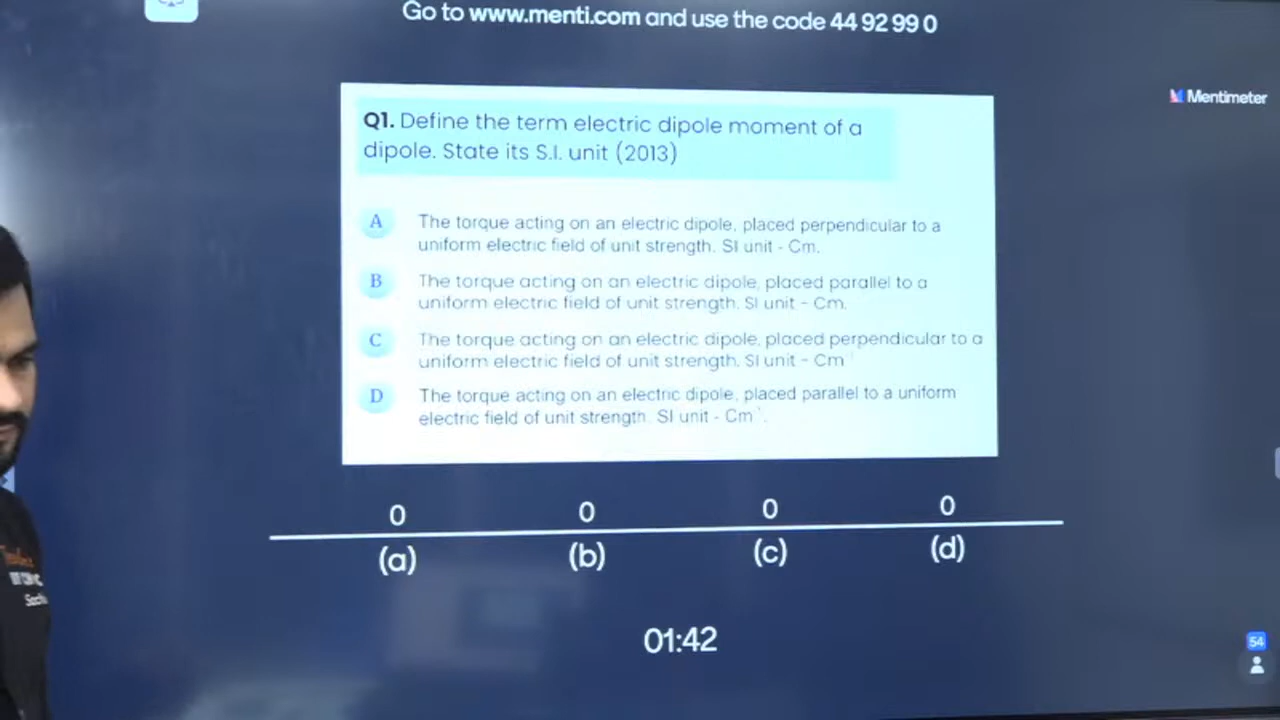 Go to www.menti.com and use the code 44 92 99 0
Mentimeter
Q1. Define the term electric dipole moment of a
dipole. State its S.I. unit (2013)
A The torque acting on an electric dipole, placed perpendicular to a
uniform electric field of unit strength. SI unit - Cm.
B The torque acting on an electric dipole, placed parallel to a
uniform electric field of unit strength. SI unit - Cm.
C The torque acting on an electric dipole, placed perpendicular to a
uniform electric field of unit strength. SI unit - Cm
D The torque acting on an electric dipole, placed parallel to a uniform
electric field of unit strength. SI unit - Cm
0 0 0 0
(a) (b) (c) (d)
01:42
54